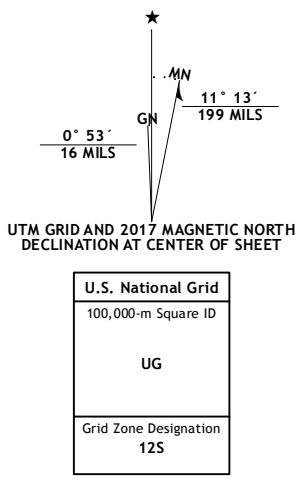 ★
MN
GN
11° 13´
199 MILS
0° 53´
16 MILS
UTM GRID AND 2017 MAGNETIC NORTH
DECLINATION AT CENTER OF SHEET
U.S. National Grid
100,000-m Square ID
UG
Grid Zone Designation
12S